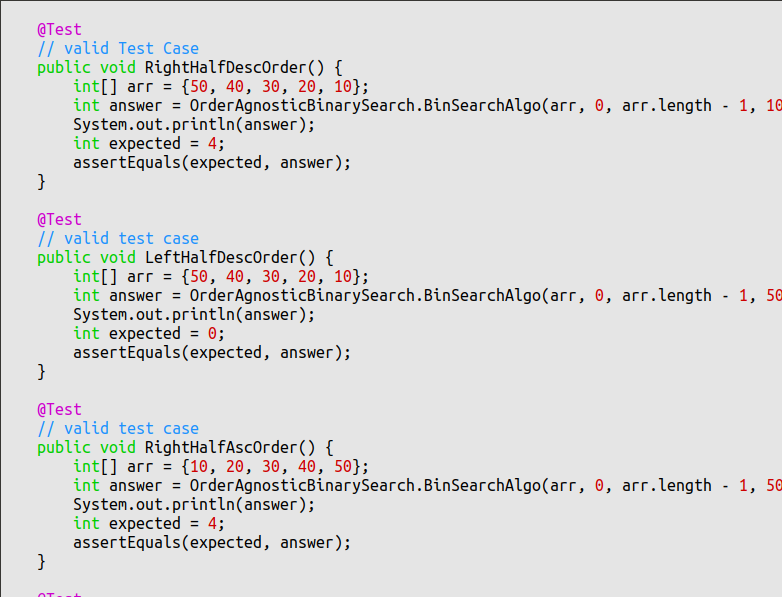 @Test
// valid Test Case
public void RightHalfDescOrder() {
int[] arr = {50, 40, 30, 20, 10};
int answer = OrderAgnosticBinarySearch.BinSearchAlgo(arr, 0, arr.length - 1, 10
System.out.println(answer);
int expected = 4;
assertEquals(expected, answer);
}
@Test
// valid test case
public void LeftHalfDescOrder() {
int[] arr = {50, 40, 30, 20, 10};
int answer = OrderAgnosticBinarySearch.BinSearchAlgo(arr, 0, arr.length - 1, 50
System.out.println(answer);
int expected = 0;
assertEquals(expected, answer);
}
@Test
// valid test case
public void RightHalfAscOrder() {
int[] arr = {10, 20, 30, 40, 50};
int answer = OrderAgnosticBinarySearch.BinSearchAlgo(arr, 0, arr.length - 1, 50
System.out.println(answer);
int expected = 4;
assertEquals(expected, answer);
}
@Test